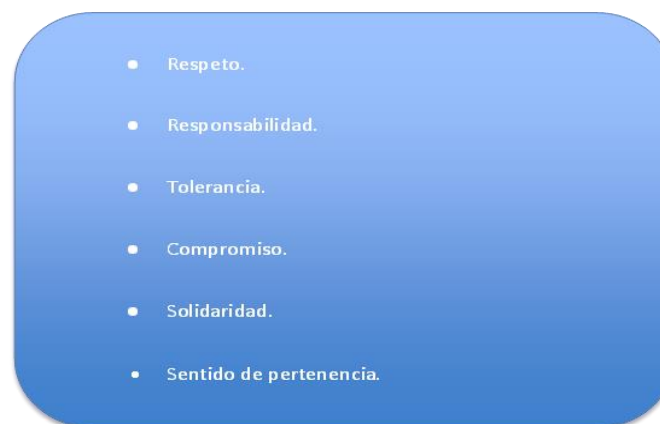 • Respeto.
• Responsabilidad.
• Tolerancia.
• Compromiso.
• Solidaridad.
• Sentido de pertenencia.